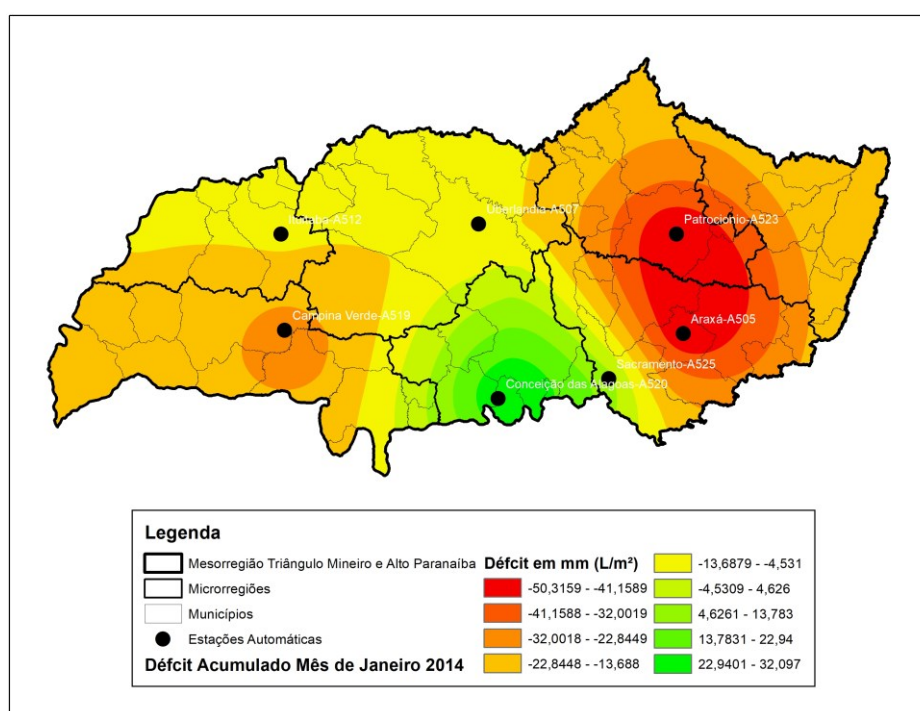 Ituiutaba-A512
Uberlandia-A507
Patrocionio-A523
Campina Verde-A519
Araxá-A505
Sacramento-A525
Conceição das Alagoas-A520
Legenda
Mesorregião Triângulo Mineiro e Alto Paranaíba
Microrregiões
Municípios
Estações Automáticas
Défcit Acumulado Mês de Janeiro 2014
Défcit em mm (L/m²)
-50,3159 - -41,1589
-41,1588 - -32,0019
-32,0018 - -22,8449
-22,8448 - -13,688
-13,6879 - -4,531
-4,5309 - 4,626
4,6261 - 13,783
13,7831 - 22,94
22,9401 - 32,097